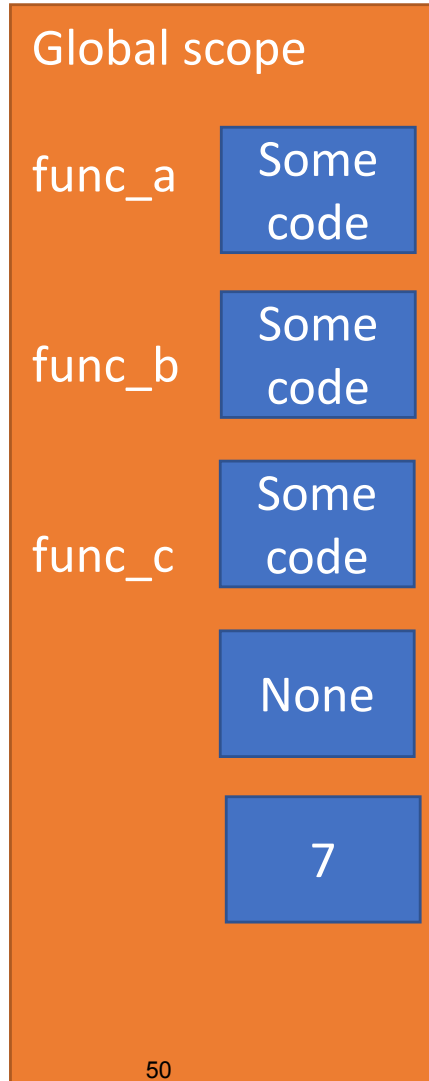 Global scope
func_a
Some
code
func_b
Some
code
func_c
Some
code
None
7
50